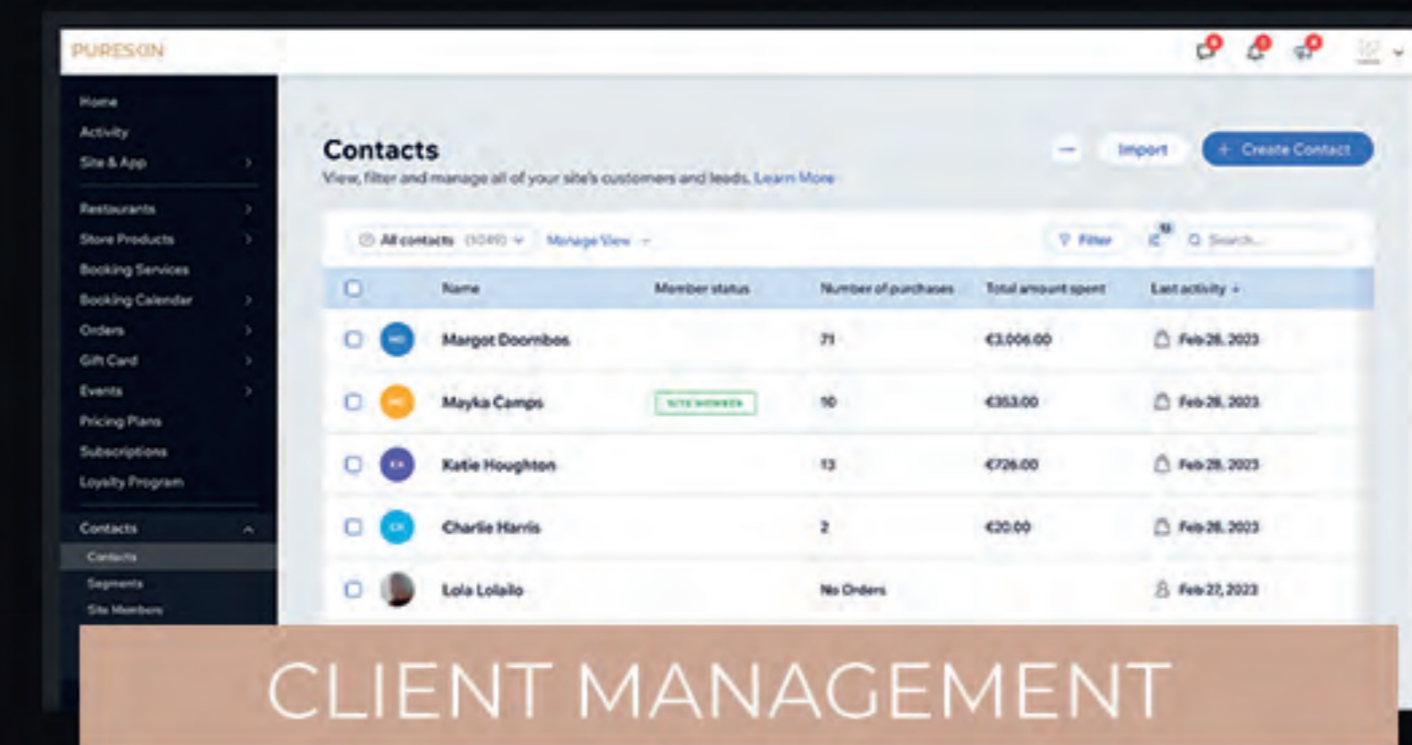 PURESKIN
Home
Activity
Site & App
Restaurants
Store Products
Booking Services
Booking Calendar
Orders
Gift Card
Events
Pricing Plans
Subscriptions
Loyalty Program
Contacts
Contacts
Segments
Site Members
Contacts
View, filter and manage all of your site's customers and leads. Learn More
Import
+ Create Contact
All contacts (1049) Manage View
Filter
Search...
Name Member status Number of purchases Total amount spent Last activity
Margot Doornbos 71 €3,006.00 Feb 28, 2023
Mayka Camps SITE MEMBER 10 €353.00 Feb 28, 2023
Katie Houghton 13 €726.00 Feb 28, 2023
Charlie Harris 2 €20.00 Feb 28, 2023
Lola Lolailo No Orders Feb 27, 2023
CLIENT MANAGEMENT